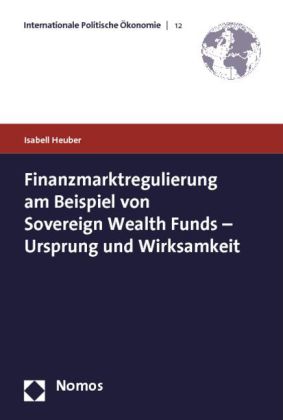 Internationale Politische Ökonomie | 12
Isabell Heuber
Finanzmarktregulierung
am Beispiel von
Sovereign Wealth Funds –
Ursprung und Wirksamkeit
Nomos